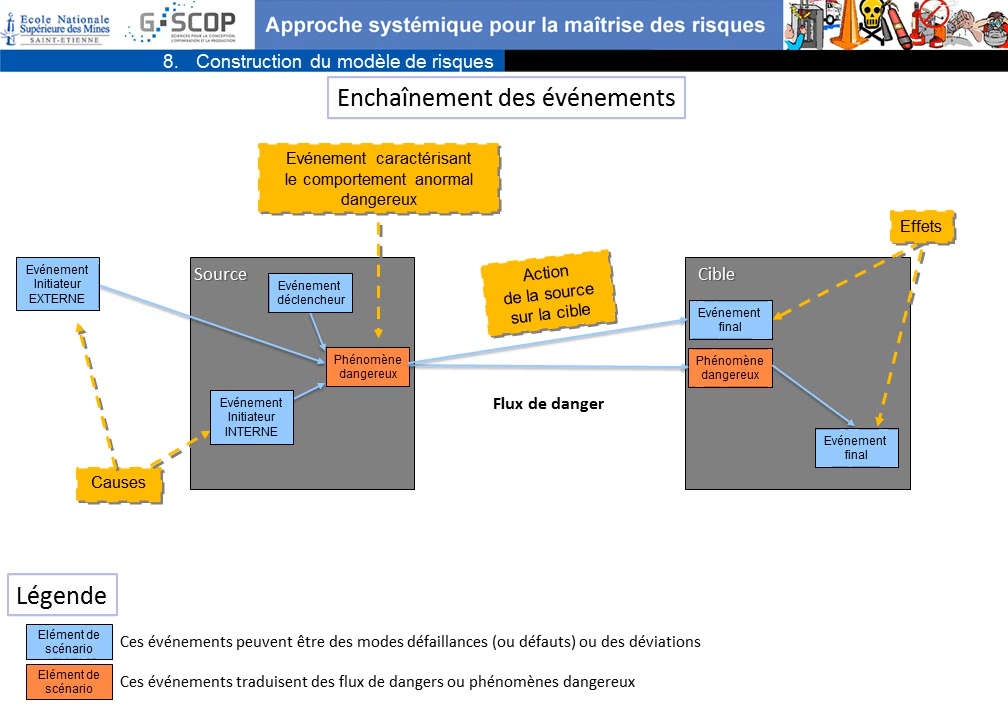 Ecole Nationale
Supérieure des Mines
SAINT-ETIENNE
G·SCOP
SCIENCES POUR LA CONCEPTION,
L'OPTIMISATION ET LA PRODUCTION
Approche systémique pour la maîtrise des risques
8. Construction du modèle de risques
Enchaînement des événements
Evénement caractérisant
le comportement anormal
dangereux
Effets
Evénement
Initiateur
EXTERNE
Source
Evénement
déclencheur
Action
de la source
sur la cible
Cible
Evénement
final
Phénomène
dangereux
Phénomène
dangereux
Evénement
Initiateur
INTERNE
Flux de danger
Evénement
final
Causes
Légende
Elément de
scénario
Ces événements peuvent être des modes défaillances (ou défauts) ou des déviations
Elément de
scénario
Ces événements traduisent des flux de dangers ou phénomènes dangereux